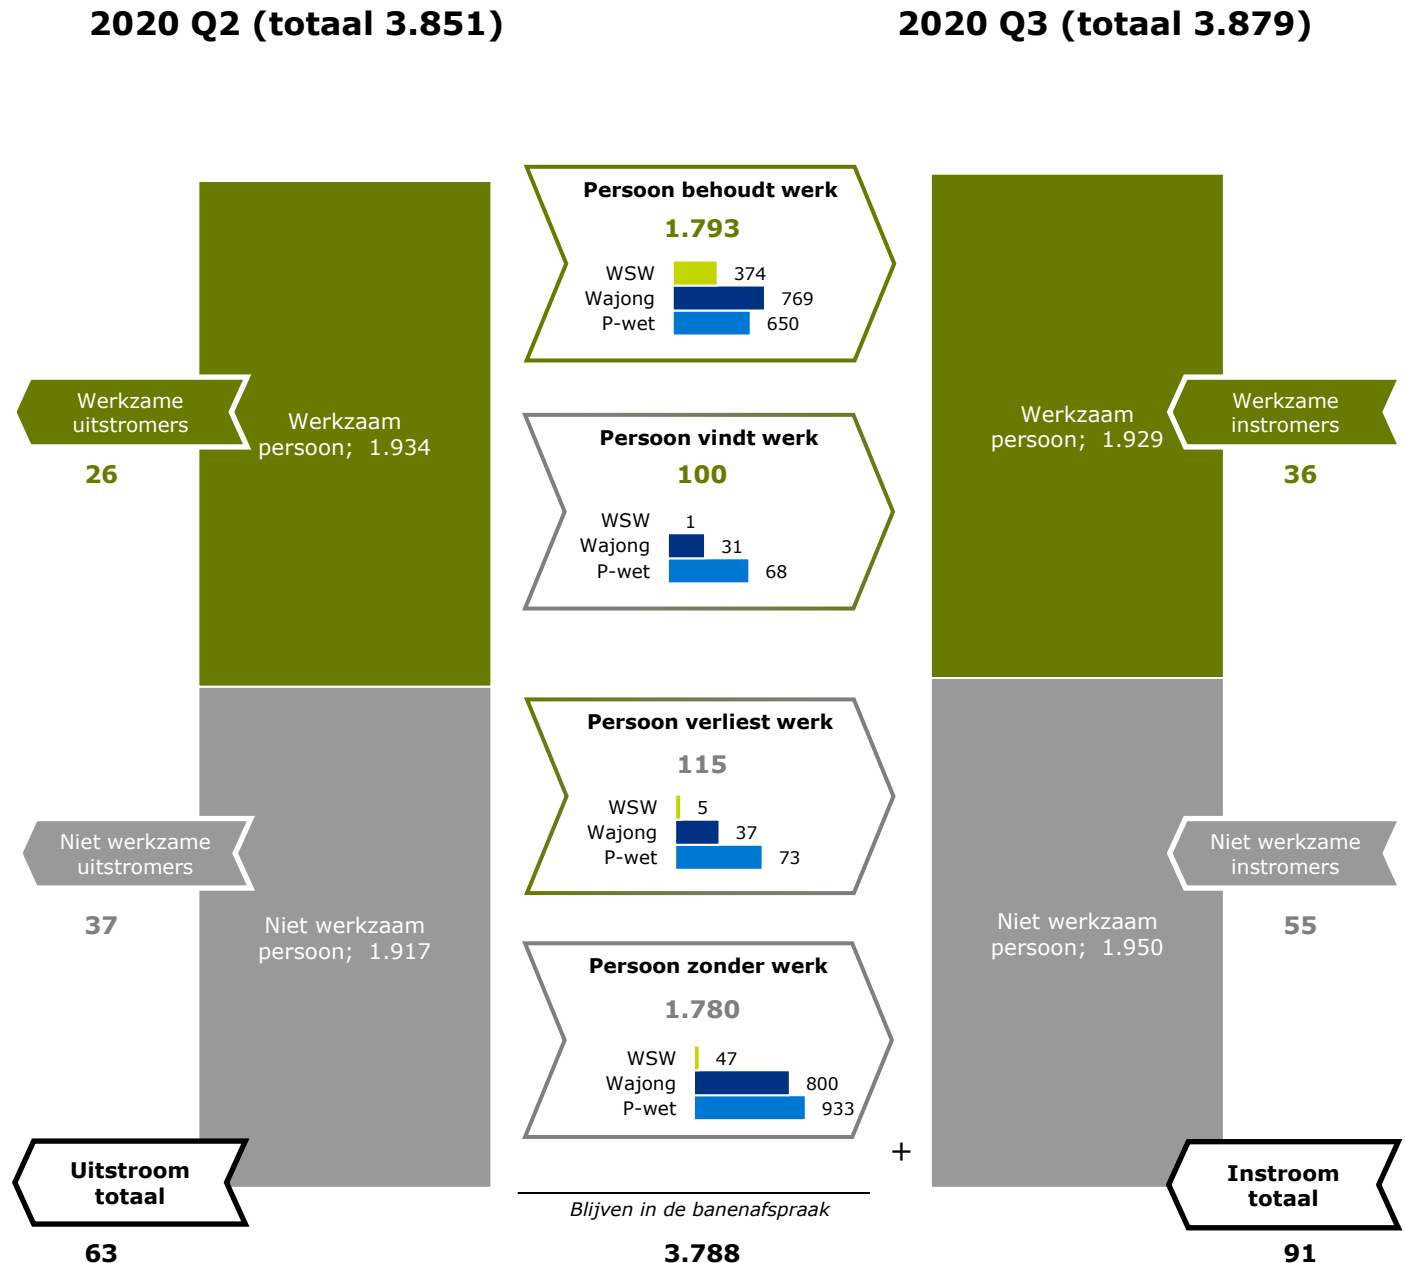 2020 Q2 (totaal 3.851)
2020 Q3 (totaal 3.879)
Persoon behoudt werk
1.793
WSW 374
Wajong 769
P-wet 650
Werkzame
uitstromers
26
Werkzaam
persoon; 1.934
Persoon vindt werk
100
WSW 1
Wajong 31
P-wet 68
Werkzaam
persoon; 1.929
Werkzame
instromers
36
Persoon verliest werk
115
WSW 5
Wajong 37
P-wet 73
Niet werkzame
uitstromers
37
Niet werkzaam
persoon; 1.917
Persoon zonder werk
1.780
WSW 47
Wajong 800
P-wet 933
Niet werkzaam
persoon; 1.950
Niet werkzame
instromers
55
+
Uitstroom
totaal
63
Blijven in de banenafspraak
3.788
Instroom
totaal
91